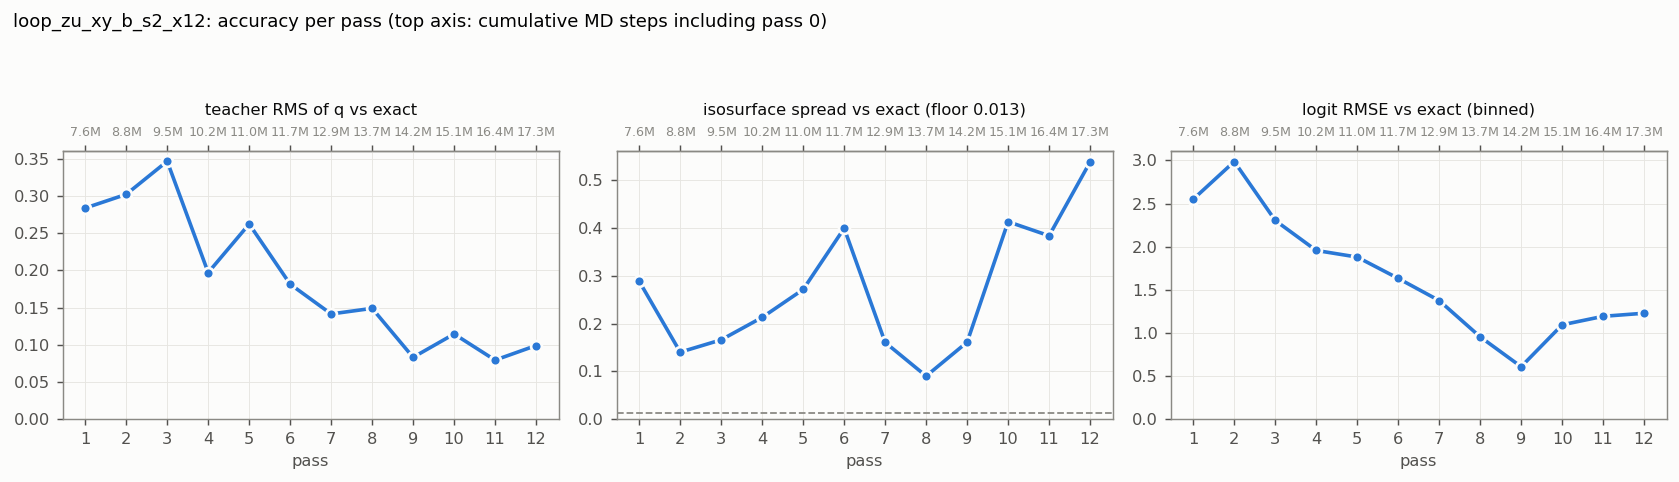 loop_zu_xy_b_s2_x12: accuracy per pass (top axis: cumulative MD steps including pass 0)
teacher RMS of q vs exact
7.6M 8.8M 9.5M 10.2M 11.0M 11.7M 12.9M 13.7M 14.2M 15.1M 16.4M 17.3M
0.35
0.30
0.25
0.20
0.15
0.10
0.05
0.00
1 2 3 4 5 6 7 8 9 10 11 12
pass
isosurface spread vs exact (floor 0.013)
7.6M 8.8M 9.5M 10.2M 11.0M 11.7M 12.9M 13.7M 14.2M 15.1M 16.4M 17.3M
0.5
0.4
0.3
0.2
0.1
0.0
1 2 3 4 5 6 7 8 9 10 11 12
pass
logit RMSE vs exact (binned)
7.6M 8.8M 9.5M 10.2M 11.0M 11.7M 12.9M 13.7M 14.2M 15.1M 16.4M 17.3M
3.0
2.5
2.0
1.5
1.0
0.5
0.0
1 2 3 4 5 6 7 8 9 10 11 12
pass